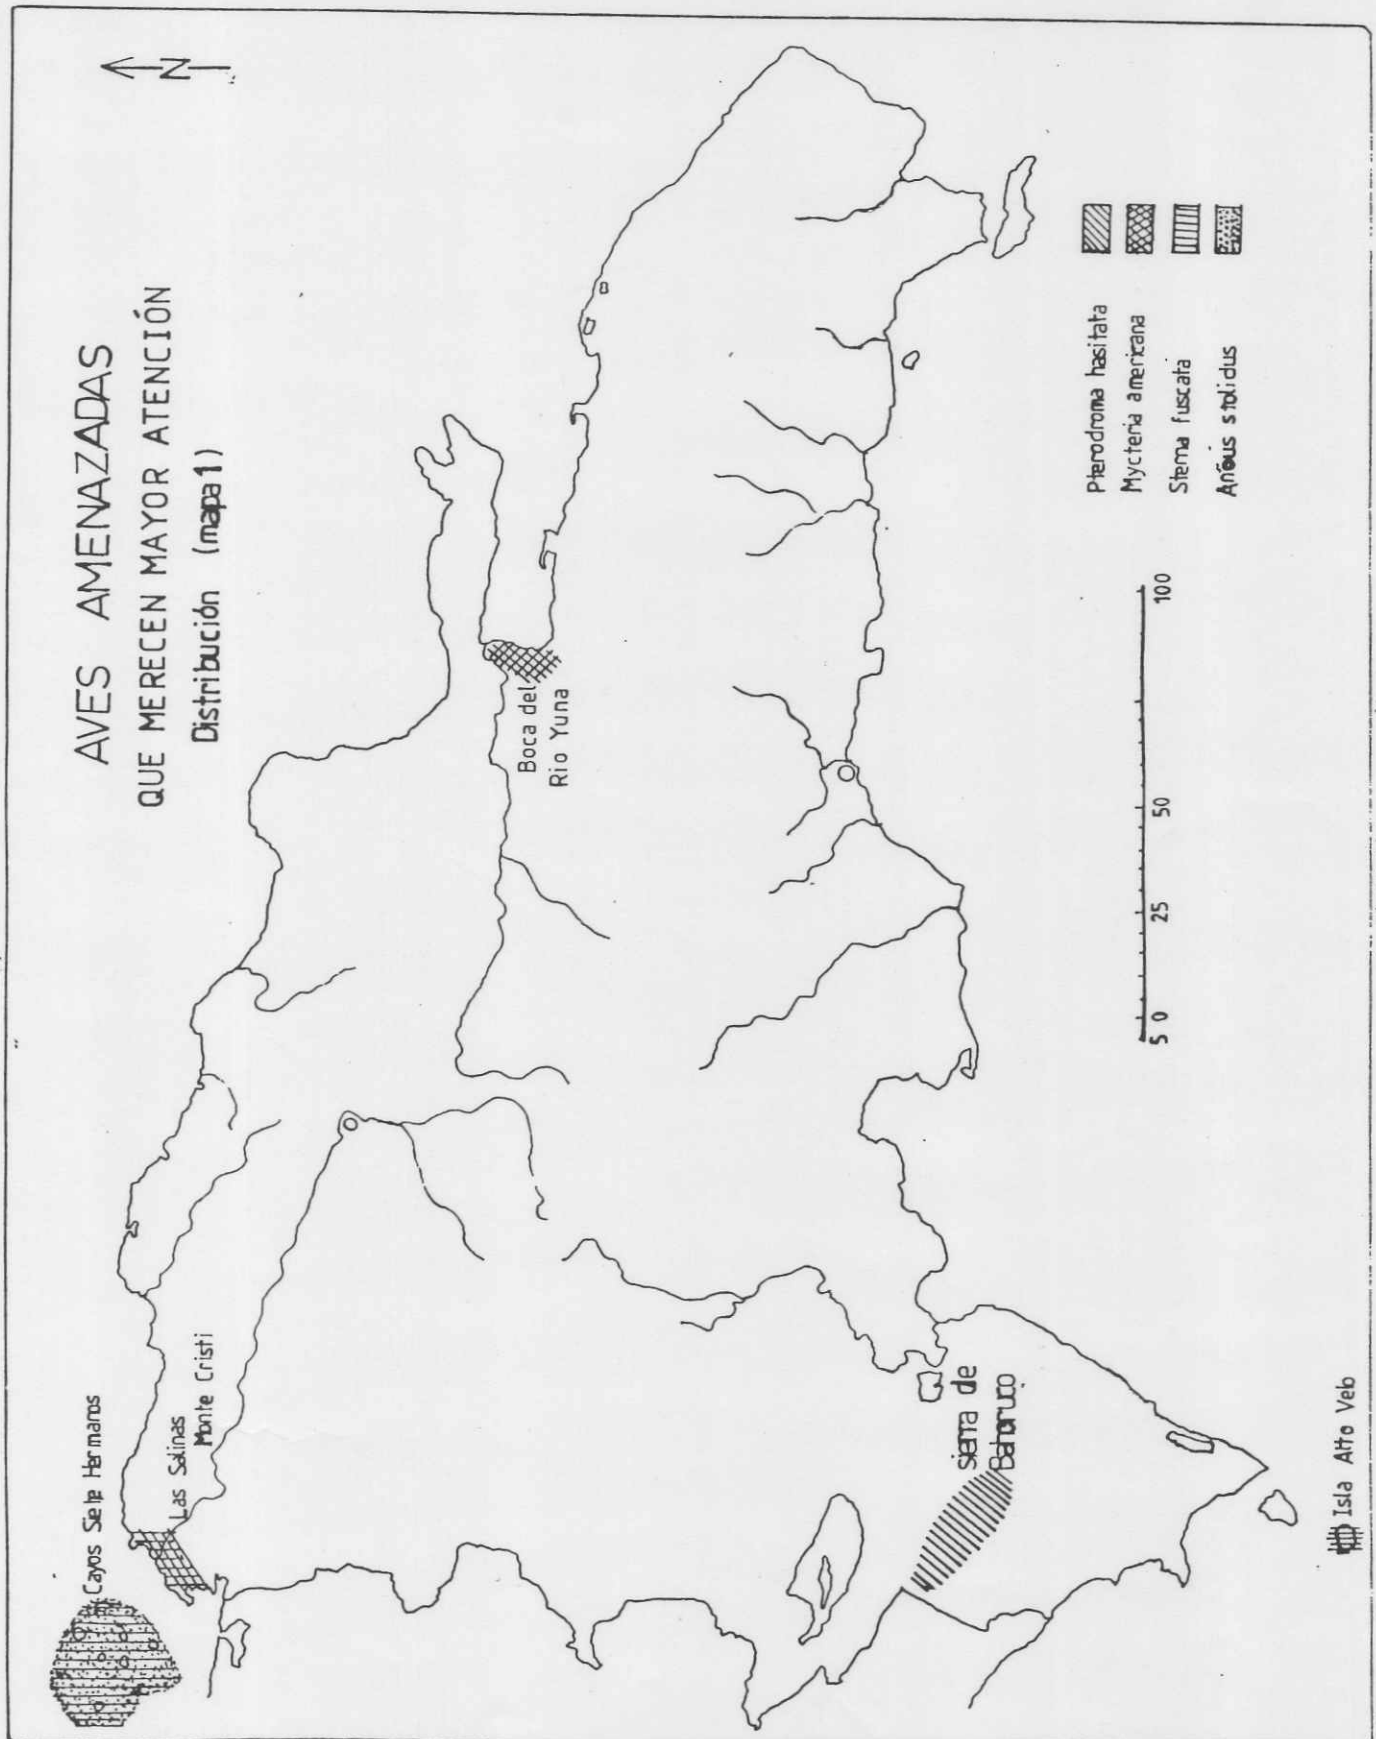 N
AVES AMENAZADAS
QUE MERECEN MAYOR ATENCIÓN
Distribución (mapa 1)
Cayos Siete Hermanos
Las Salinas
Monte Cristi
Boca del
Rio Yuna
sierra de
Bahoruco
Isla Alto Velo
Pterodroma hasitata
Mycteria americana
Sterna fuscata
Anous stolidus
5 0 25 50 100